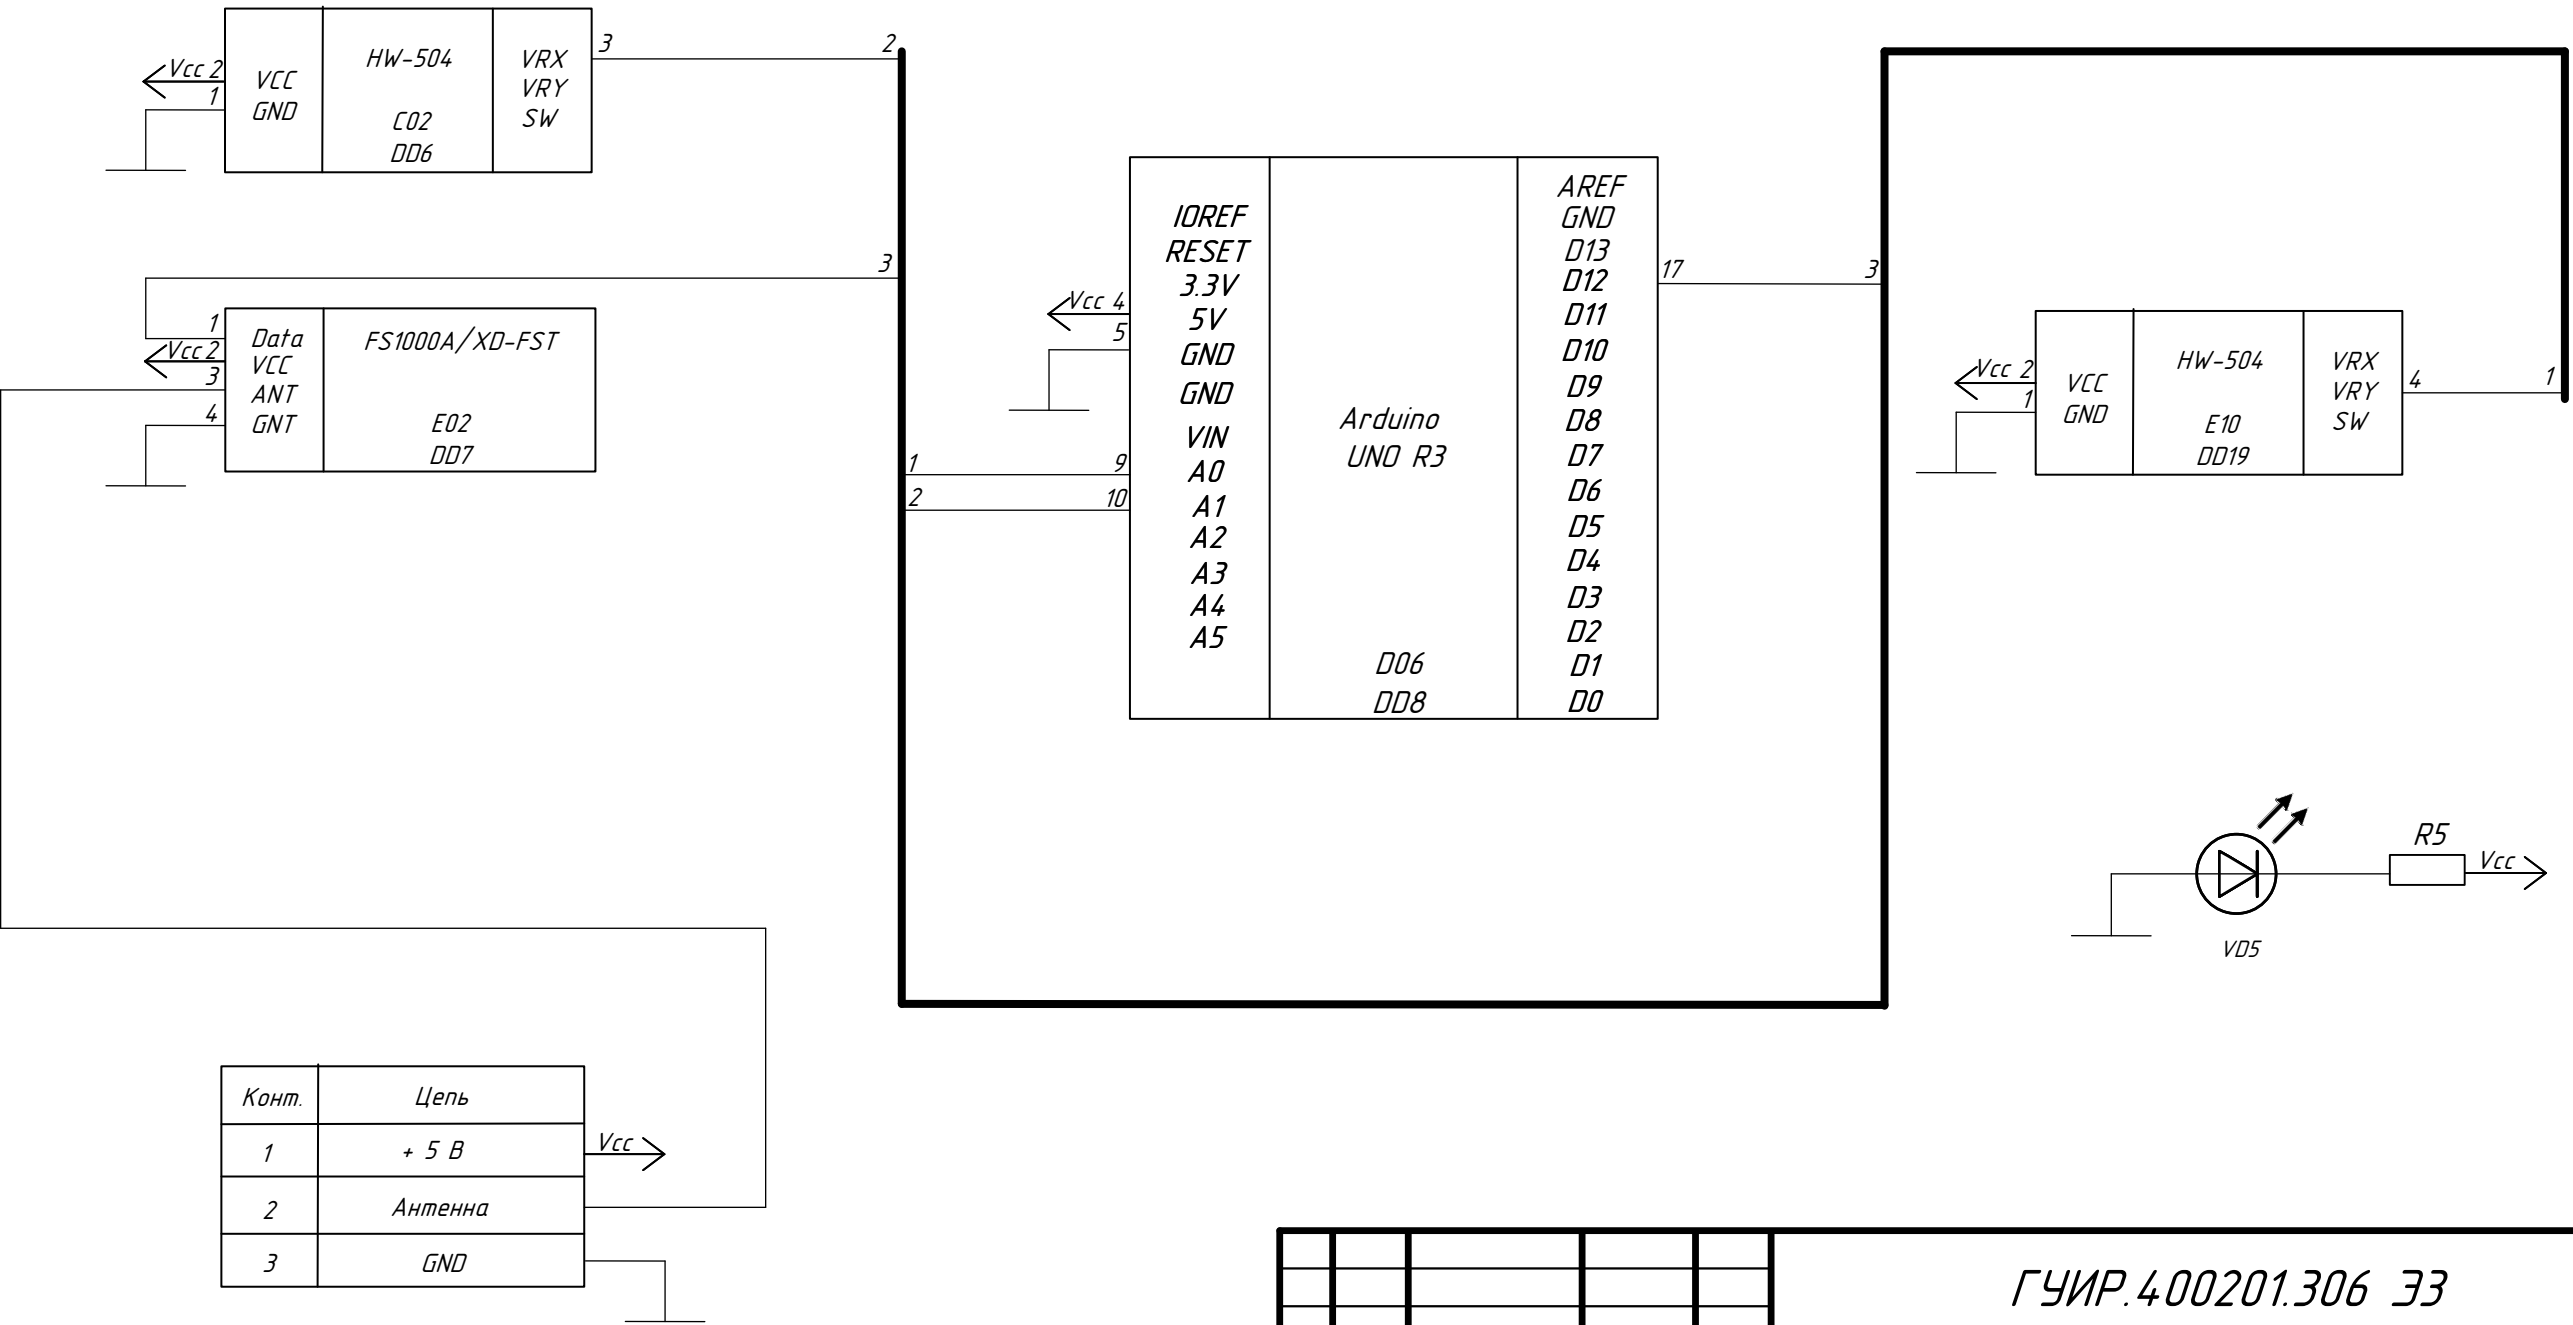 Vcc 2
1
VCC
GND
HW-504
C02
DD6
VRX
VRY
SW
3
2
3
1
Vcc 2
3
4
Data
VCC
ANT
GNT
FS1000A/XD-FST
E02
DD7
Vcc 4
5
1
9
2
10
IOREF
RESET
3.3V
5V
GND
GND
VIN
A0
A1
A2
A3
A4
A5
Arduino
UNO R3
D06
DD8
AREF
GND
D13
D12
D11
D10
D9
D8
D7
D6
D5
D4
D3
D2
D1
D0
17
3
Vcc 2
1
VCC
GND
HW-504
E10
DD19
VRX
VRY
SW
4
1
R5
Vcc
VD5
Конт. Цепь
1 + 5 В
Vcc
2 Антенна
3 GND
ГУИР.400201.306 ЭЗ